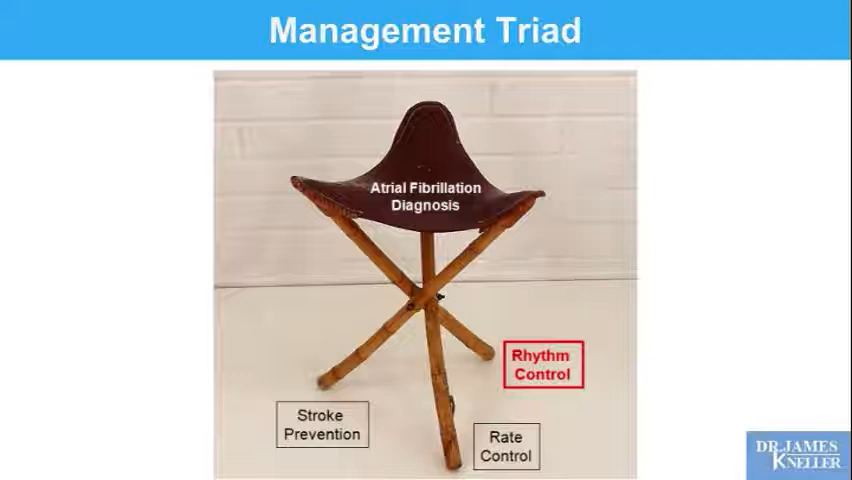 Management Triad
Atrial Fibrillation
Diagnosis
Rhythm
Control
Stroke
Prevention
Rate
Control
DR.JAMES
KNELLER